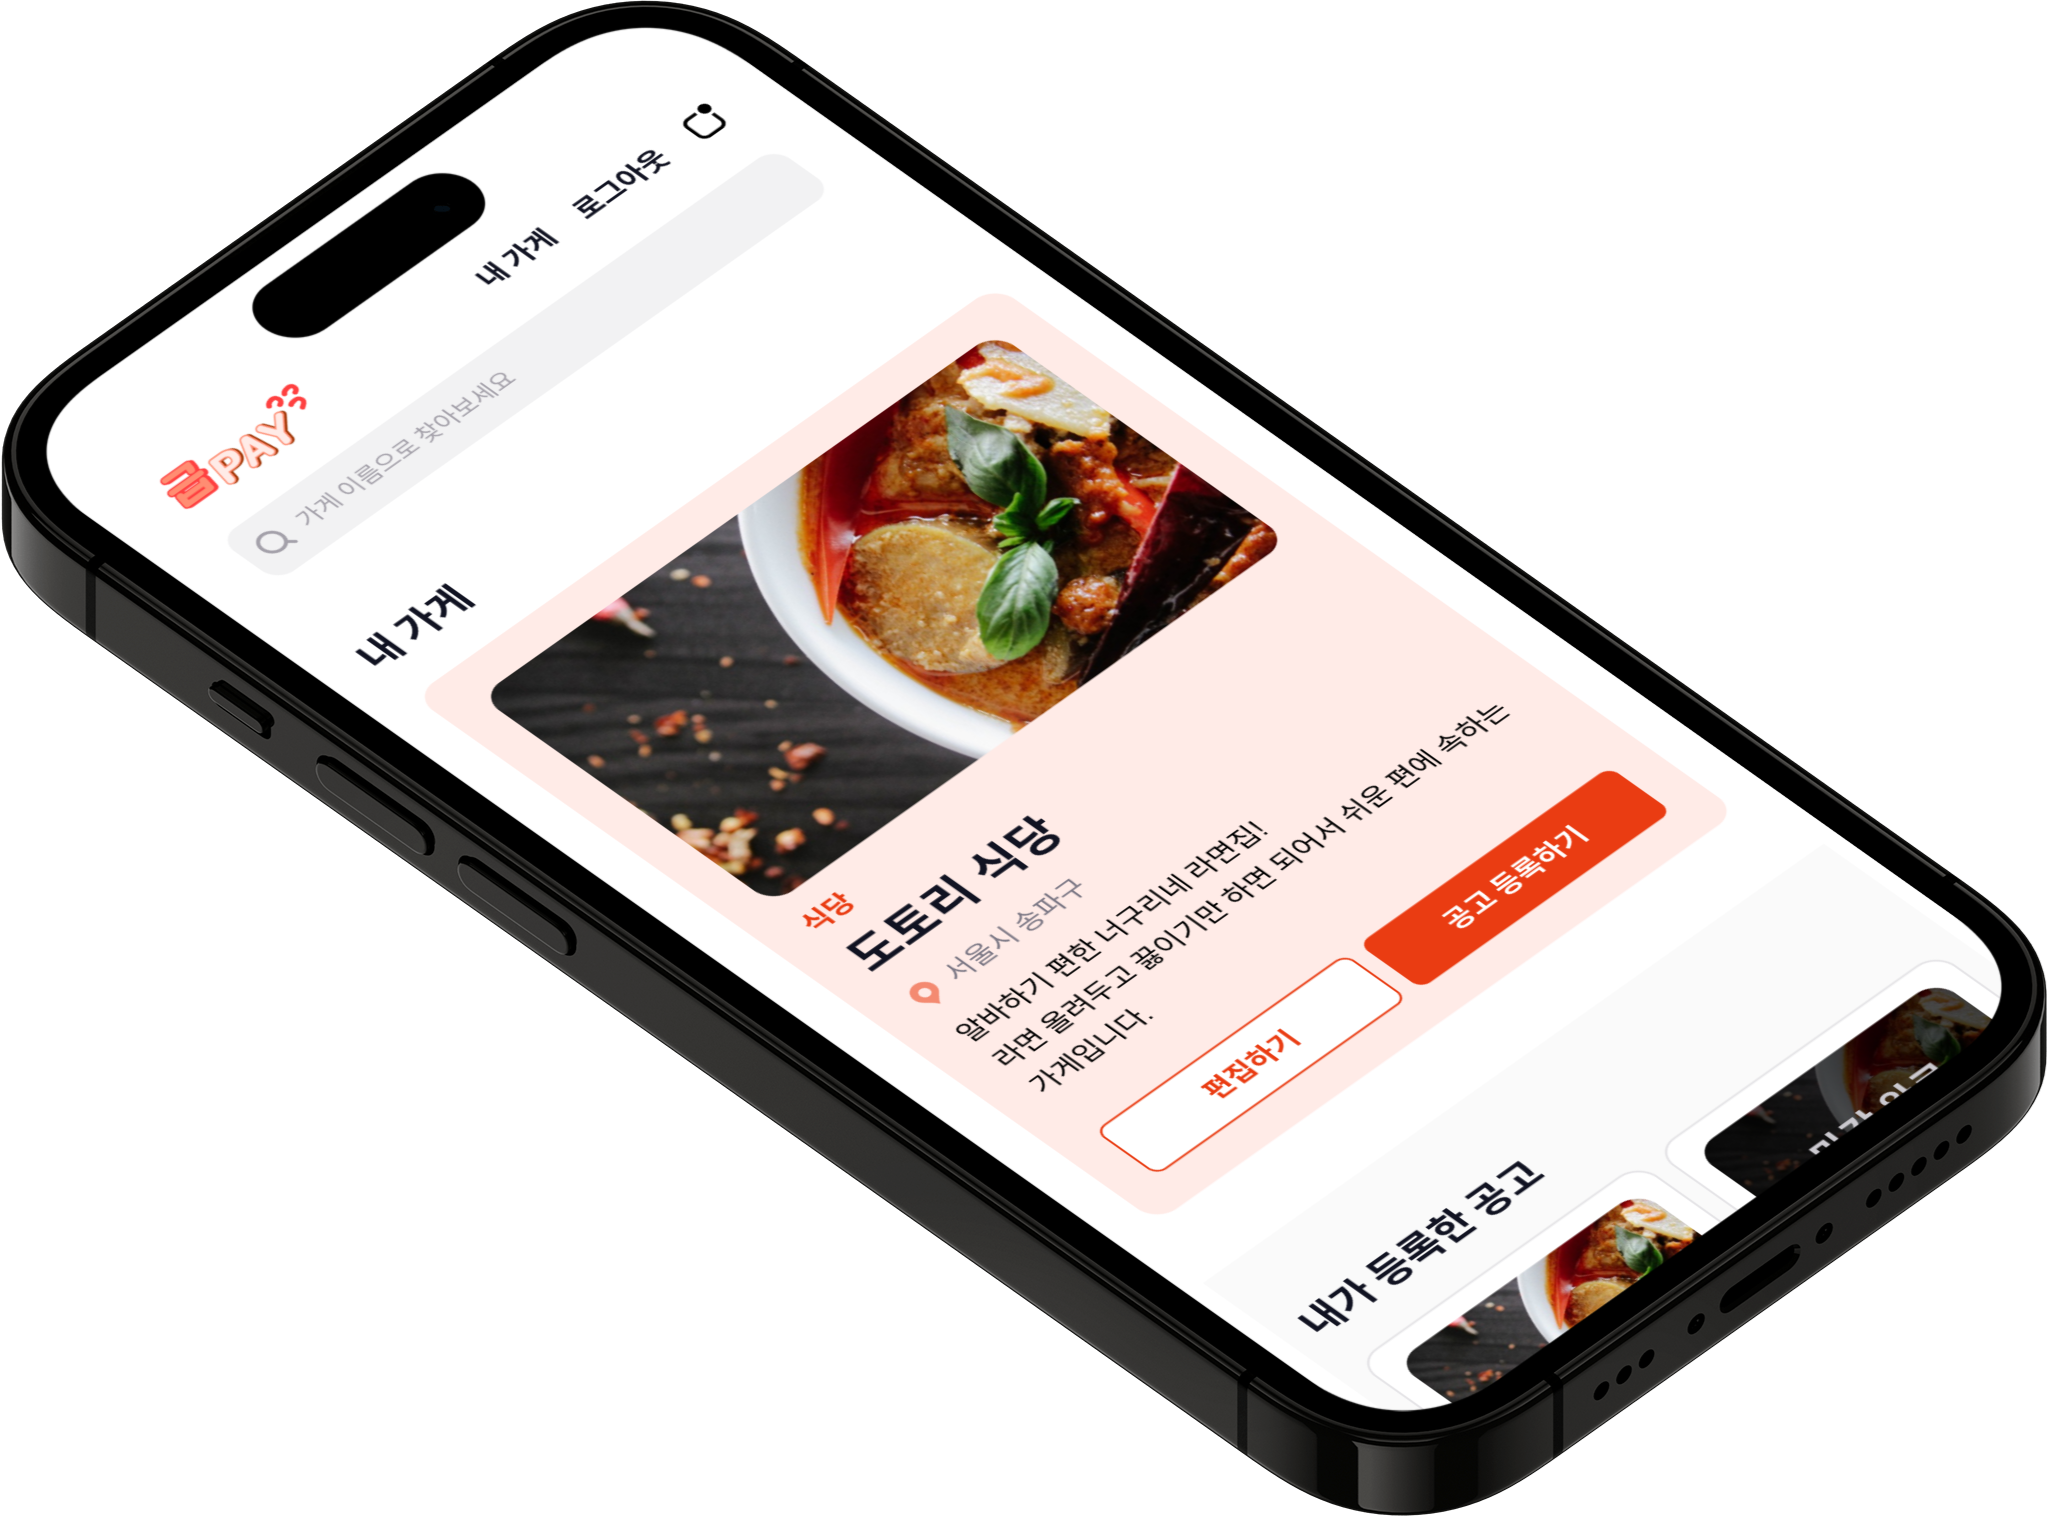 급PAY
내 가게 로그아웃
가게 이름으로 찾아보세요
내 가게
식당
도토리 식당
서울시 송파구
알바하기 편한 너구리네 라면집!
라면 올려두고 끓이기만 하면 되어서 쉬운 편에 속하는
가게입니다.
편집하기
공고 등록하기
내가 등록한 공고